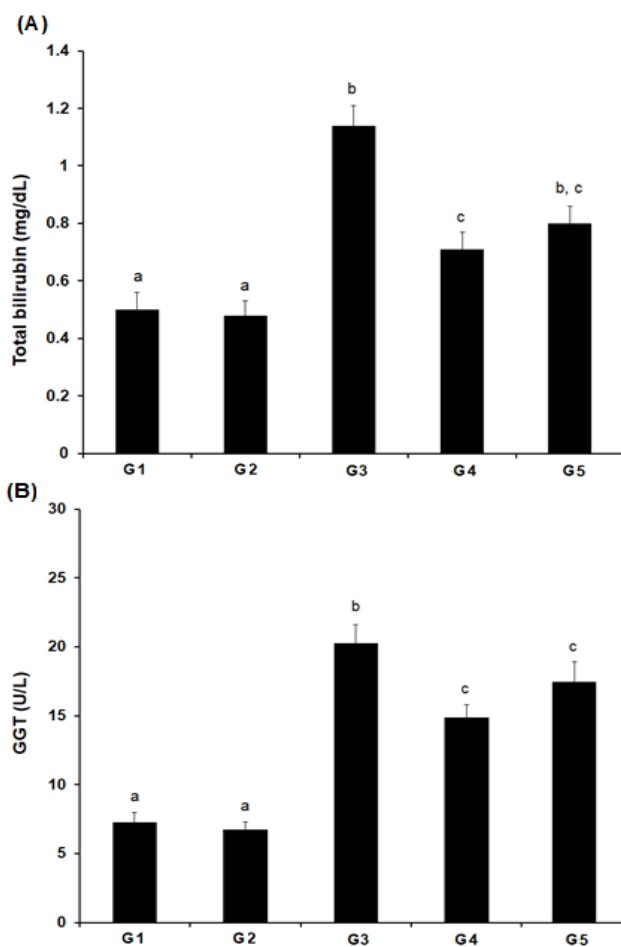 (A)
Total bilirubin (mg/dL)
1.4
1.2
1
0.8
0.6
0.4
0.2
0
a
a
b
c
b, c
G1 G2 G3 G4 G5
(B)
GGT (U/L)
30
25
20
15
10
5
0
a
a
b
c
c
G1 G2 G3 G4 G5